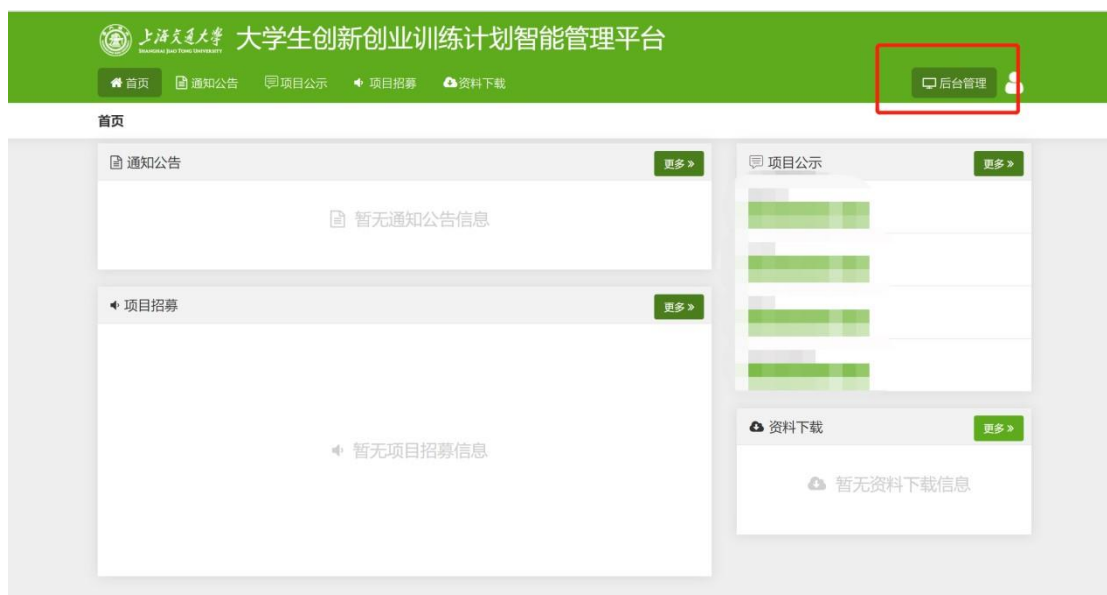 上海交通大学 大学生创新创业训练计划智能管理平台
SHANGHAI JIAO TONG UNIVERSITY
首页 通知公告 项目公示 项目招募 资料下载 后台管理
首页
通知公告 更多 »
暂无通知公告信息
项目公示 更多 »
项目招募 更多 »
暂无项目招募信息
资料下载 更多 »
暂无资料下载信息